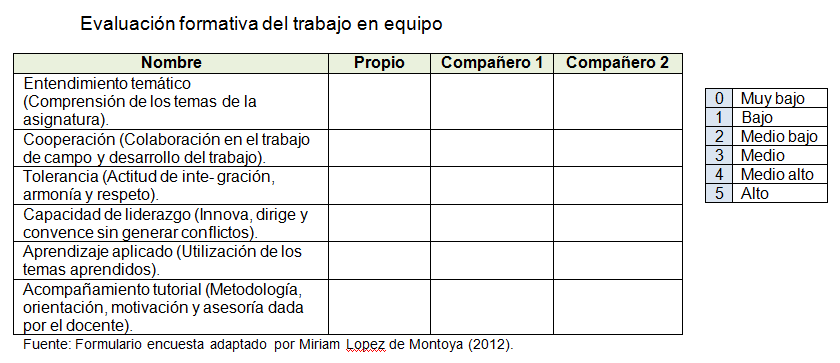 Evaluación formativa del trabajo en equipo
Nombre Propio Compañero 1 Compañero 2
Entendimiento temático
(Comprensión de los temas de la
asignatura).
Cooperación (Colaboración en el trabajo
de campo y desarrollo del trabajo).
Tolerancia (Actitud de inte- gración,
armonía y respeto).
Capacidad de liderazgo (Innova, dirige y
convence sin generar conflictos).
Aprendizaje aplicado (Utilización de los
temas aprendidos).
Acompañamiento tutorial (Metodología,
orientación, motivación y asesoría dada
por el docente).
Fuente: Formulario encuesta adaptado por Miriam Lopez de Montoya (2012).
0 Muy bajo
1 Bajo
2 Medio bajo
3 Medio
4 Medio alto
5 Alto